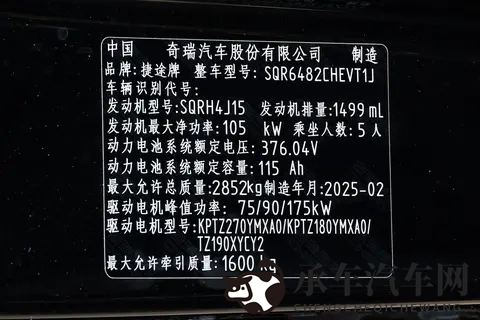 中国 奇瑞汽车股份有限公司 制造
品牌:捷途牌 整车型号:SQR6482CHEVT1J
车辆识别代号:
发动机型号:SQRH4J15 发动机排量:1499mL
发动机最大净功率:105 kW 乘坐人数:5人
动力电池系统额定电压:376.04V
动力电池系统额定容量:115 Ah
最大允许总质量:2852kg制造年月:2025-02
驱动电机峰值功率: 75/90/175kW
驱动电机型号:KPTZ270YMXA0/KPTZ180YMXA0/
TZ190XYCY2
最大允许牵引质量:1600 kg
承车汽车网
CHENGCHEQICHEWANG